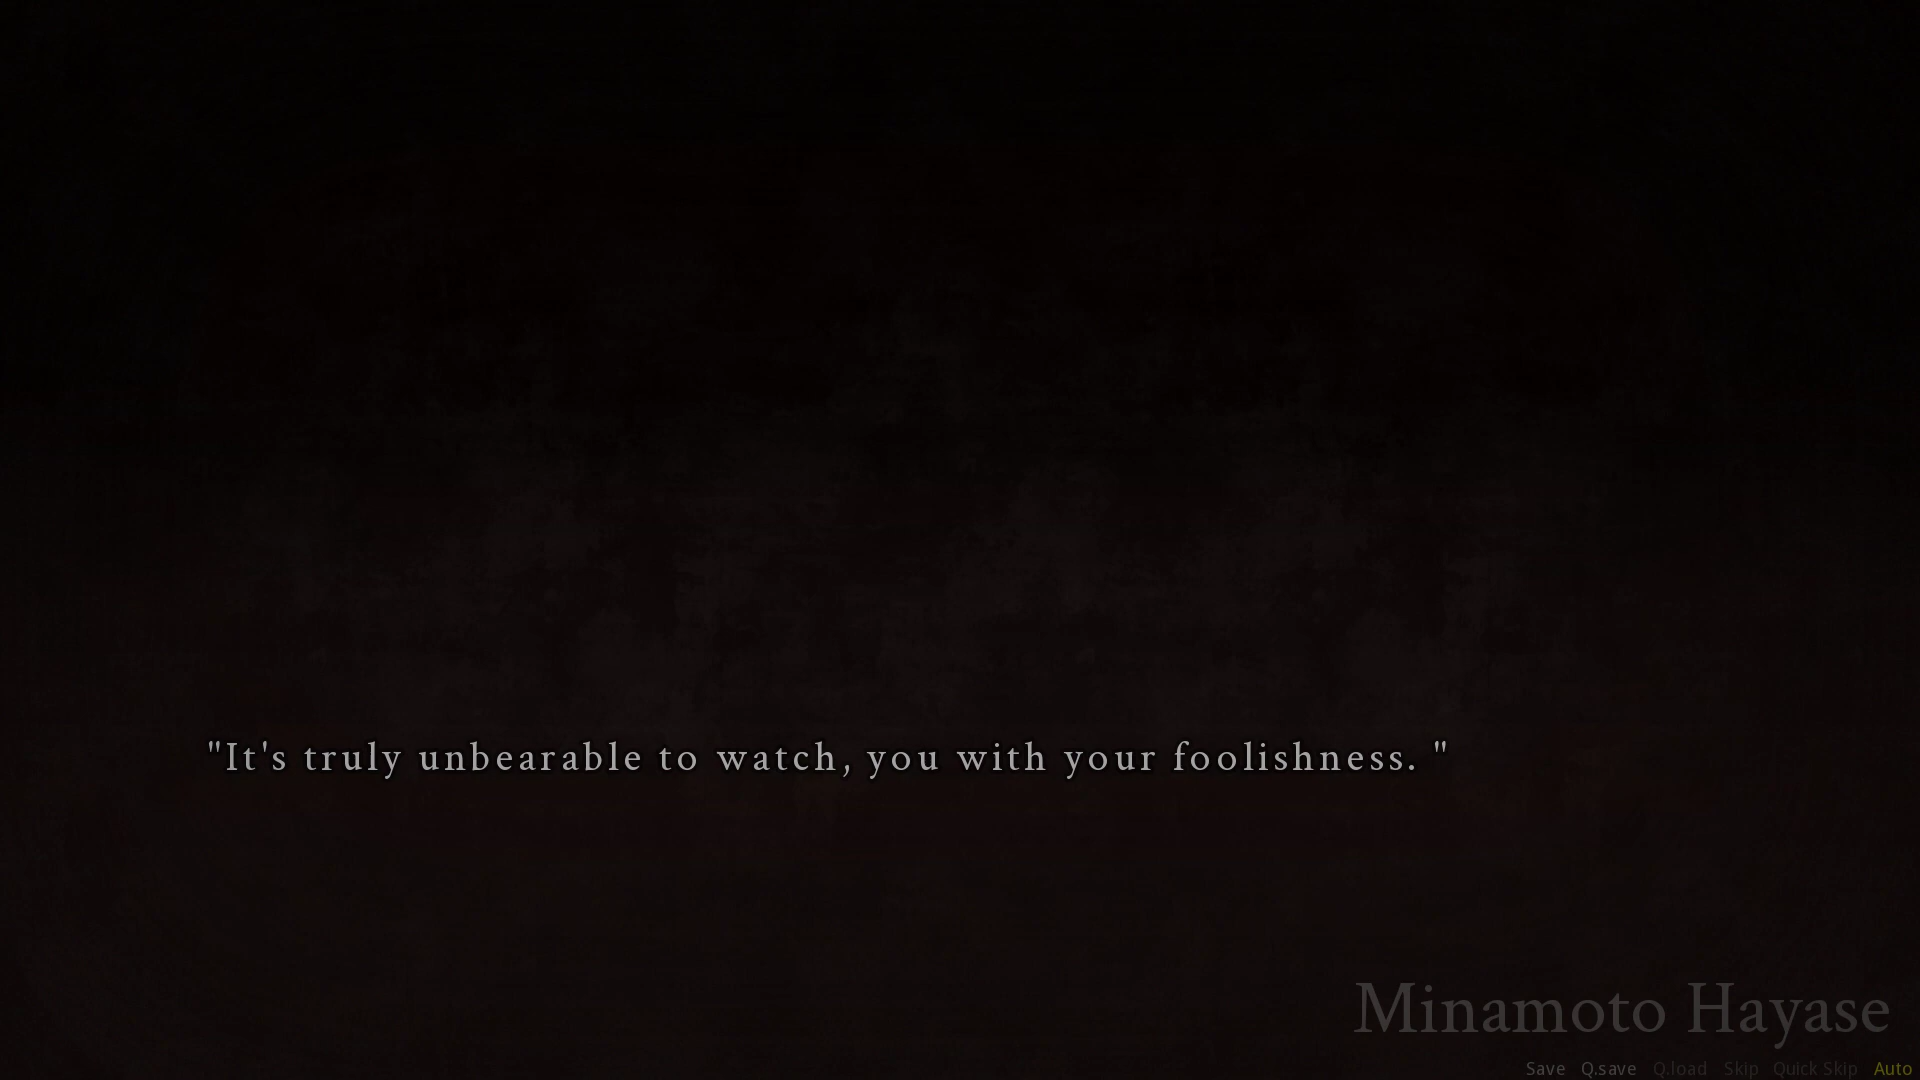 "It's truly unbearable to watch, you with your foolishness. "
Minamoto Hayase
Save Q.save Q.load Skip Quick Skip Auto